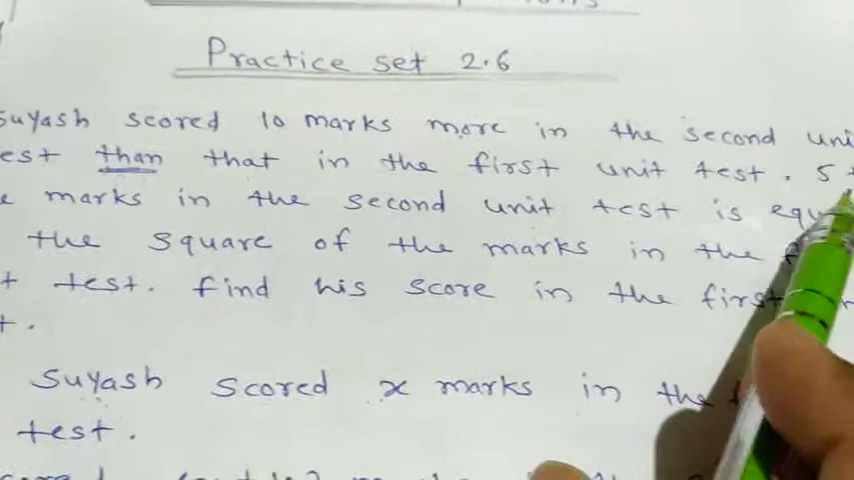 Practice set 2.6
Suyash scored 10 marks more in the second uni
est than that in the first unit test. 5
marks in the second unit test is equ
the square of the marks in the
test. find his score in the first
Suyash scored x marks in the
test.